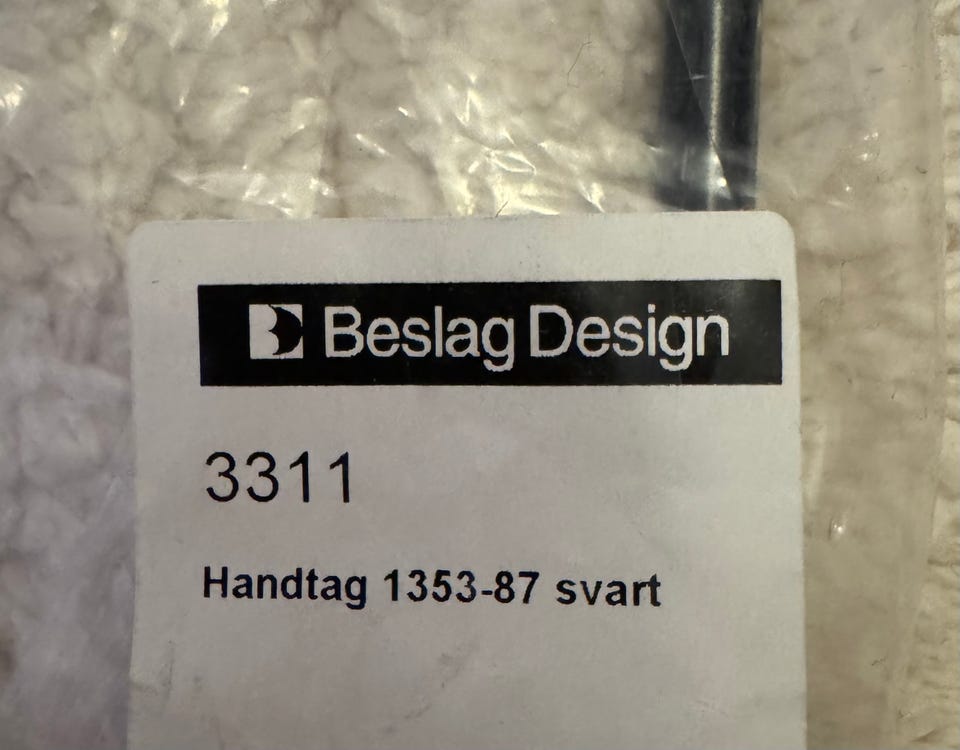 Beslag Design
3311
Handtag 1353-87 svart